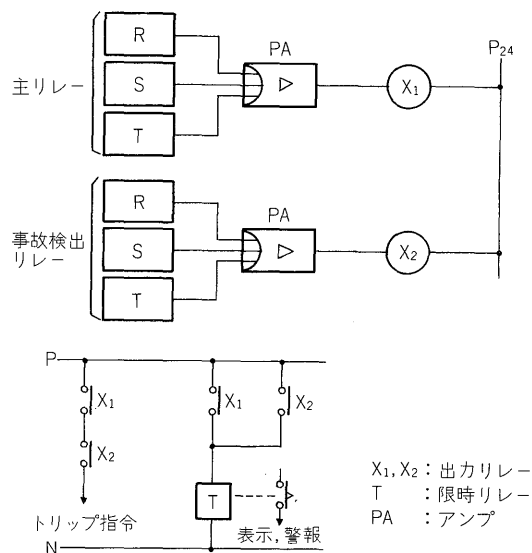 主リレー
R
S
T
PA
X₁
P₂₄
事故検出
リレー
R
S
T
PA
X₂
P
X₁
X₂
トリップ指令
X₁
X₂
T
表示,警報
N
X₁, X₂ : 出力リレー
T : 限時リレー
PA : アンプ